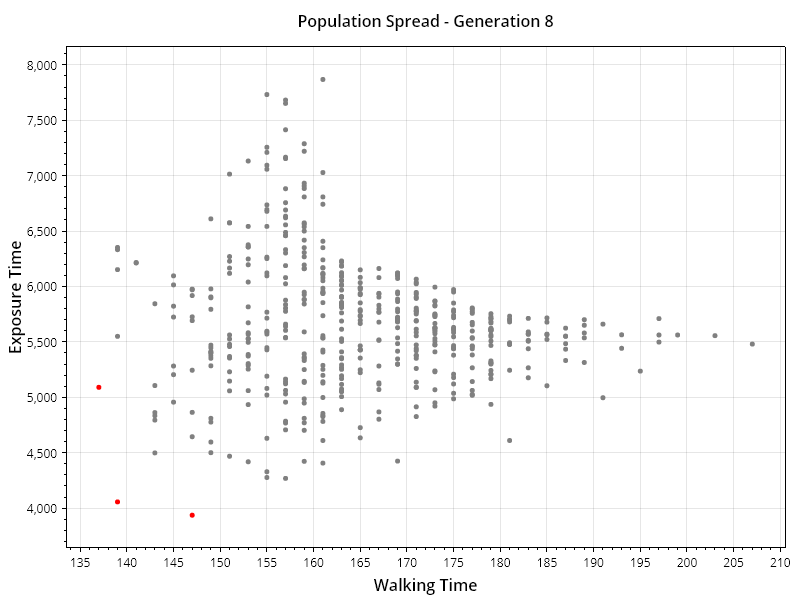 Population Spread - Generation 8
8,000
7,500
7,000
6,500
6,000
5,500
5,000
4,500
4,000
Exposure Time
135 140 145 150 155 160 165 170 175 180 185 190 195 200 205 210
Walking Time